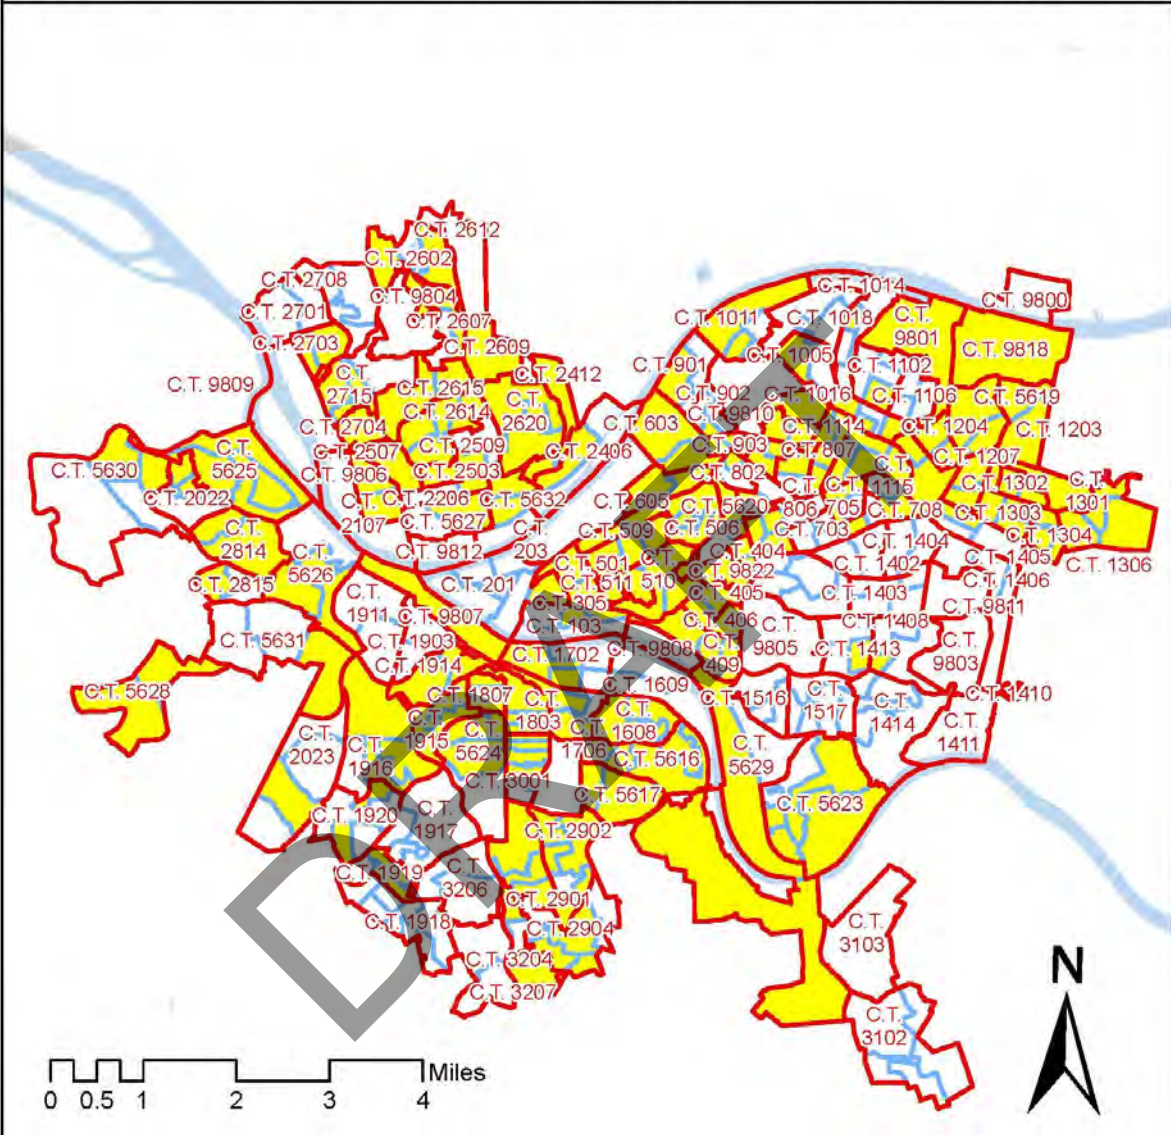 C.T. 2612
C.T. 2602
C.T. 2708
C.T. 9804
C.T. 1014
C.T. 9800
C.T. 2701
C.T. 2607
C.T. 1011
C.T. 1018
C.T.
9801
C.T. 2703
C.T. 2609
C.T. 1005
C.T. 9818
C.T. 901
C.T. 1102
C.T. 9809
C.T.
2715
C.T. 2412
C.T. 2615
C.T. 902
C.T. 1016
C.T. 1106
C.T. 5619
C.T. 2614
C.T.
2620
C.T. 9810
C.T. 2704
C.T. 603
C.T. 1114
C.T. 1204
C.T. 1203
C.T. 2507
C.T. 2509
C.T. 2406
C.T. 903
C.T. 807
C.T. 1207
C.T.
5625
C.T. 5630
C.T. 9806
C.T. 2503
C.T. 802
C.T.
1115
C.T. 1302
C.T.
1301
C.T. 2022
C.T.
2107
C.T. 2206
C.T. 5632
C.T. 605
C.T. 5620
C.T.
806
C.T.
705
C.T. 708
C.T. 1303
C.T. 5627
C.T. 509
C.T. 506
C.T. 703
C.T. 1304
C.T.
2814
C.T.
203
C.T. 1404
C.T. 9812
C.T. 404
C.T. 1405
C.T. 1306
C.T.
5626
C.T. 501
C.T.
510
C.T. 9822
C.T. 1402
C.T. 1406
C.T. 2815
C.T. 201
C.T. 511
C.T. 405
C.T. 1403
C.T.
1911
C.T. 305
C.T. 9811
C.T. 9807
C.T. 103
C.T. 406
C.T. 1408
C.T. 5631
C.T. 1903
C.T. 1702
C.T. 9808
C.T.
409
C.T.
9805
C.T. 1413
C.T.
9803
C.T. 1914
C.T. 5628
C.T. 1807
C.T. 1609
C.T. 1516
C.T.
1517
C.T.
1414
C.T. 1410
C.T.
1803
C.T.
1608
C.T.
1411
C.T.
2023
C.T.
1915
C.T.
5624
C.T.
1706
C.T.
5629
C.T.
1916
C.T. 5616
C.T. 3001
C.T. 5617
C.T. 5623
C.T. 1920
C.T.
1917
C.T. 2902
C.T. 1919
C.T.
3206
C.T. 2901
C.T. 1918
C.T. 2904
C.T.
3103
C.T. 3204
C.T. 3207
C.T.
3102
DRAFT
N
Miles
0 0.5 1 2 3 4